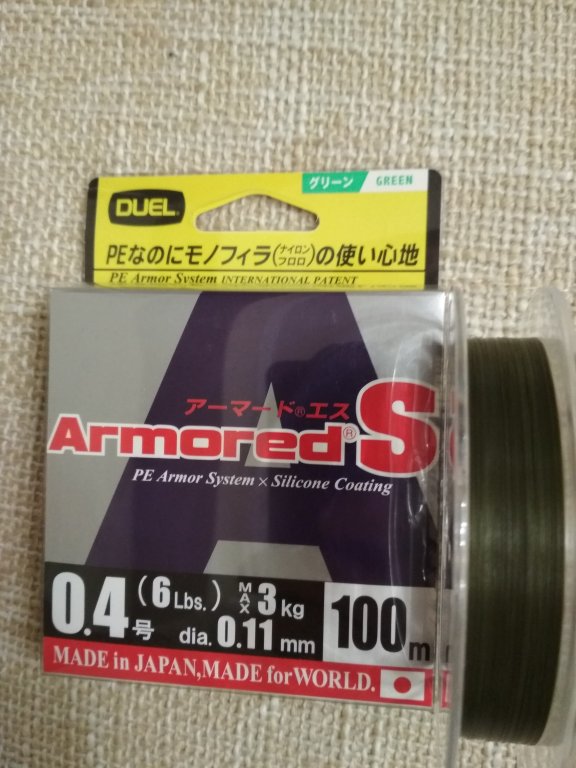 グリーン GREEN
DUEL
PEなのにモノフィラ(ナイロンフロロ)の使い心地
PE Armor System INTERNATIONAL PATENT
アーマード®エス
Armored® S
PE Armor System × Silicone Coating
0.4号 (6Lbs.) MAX 3kg
dia. 0.11mm
100m
MADE in JAPAN, MADE for WORLD.